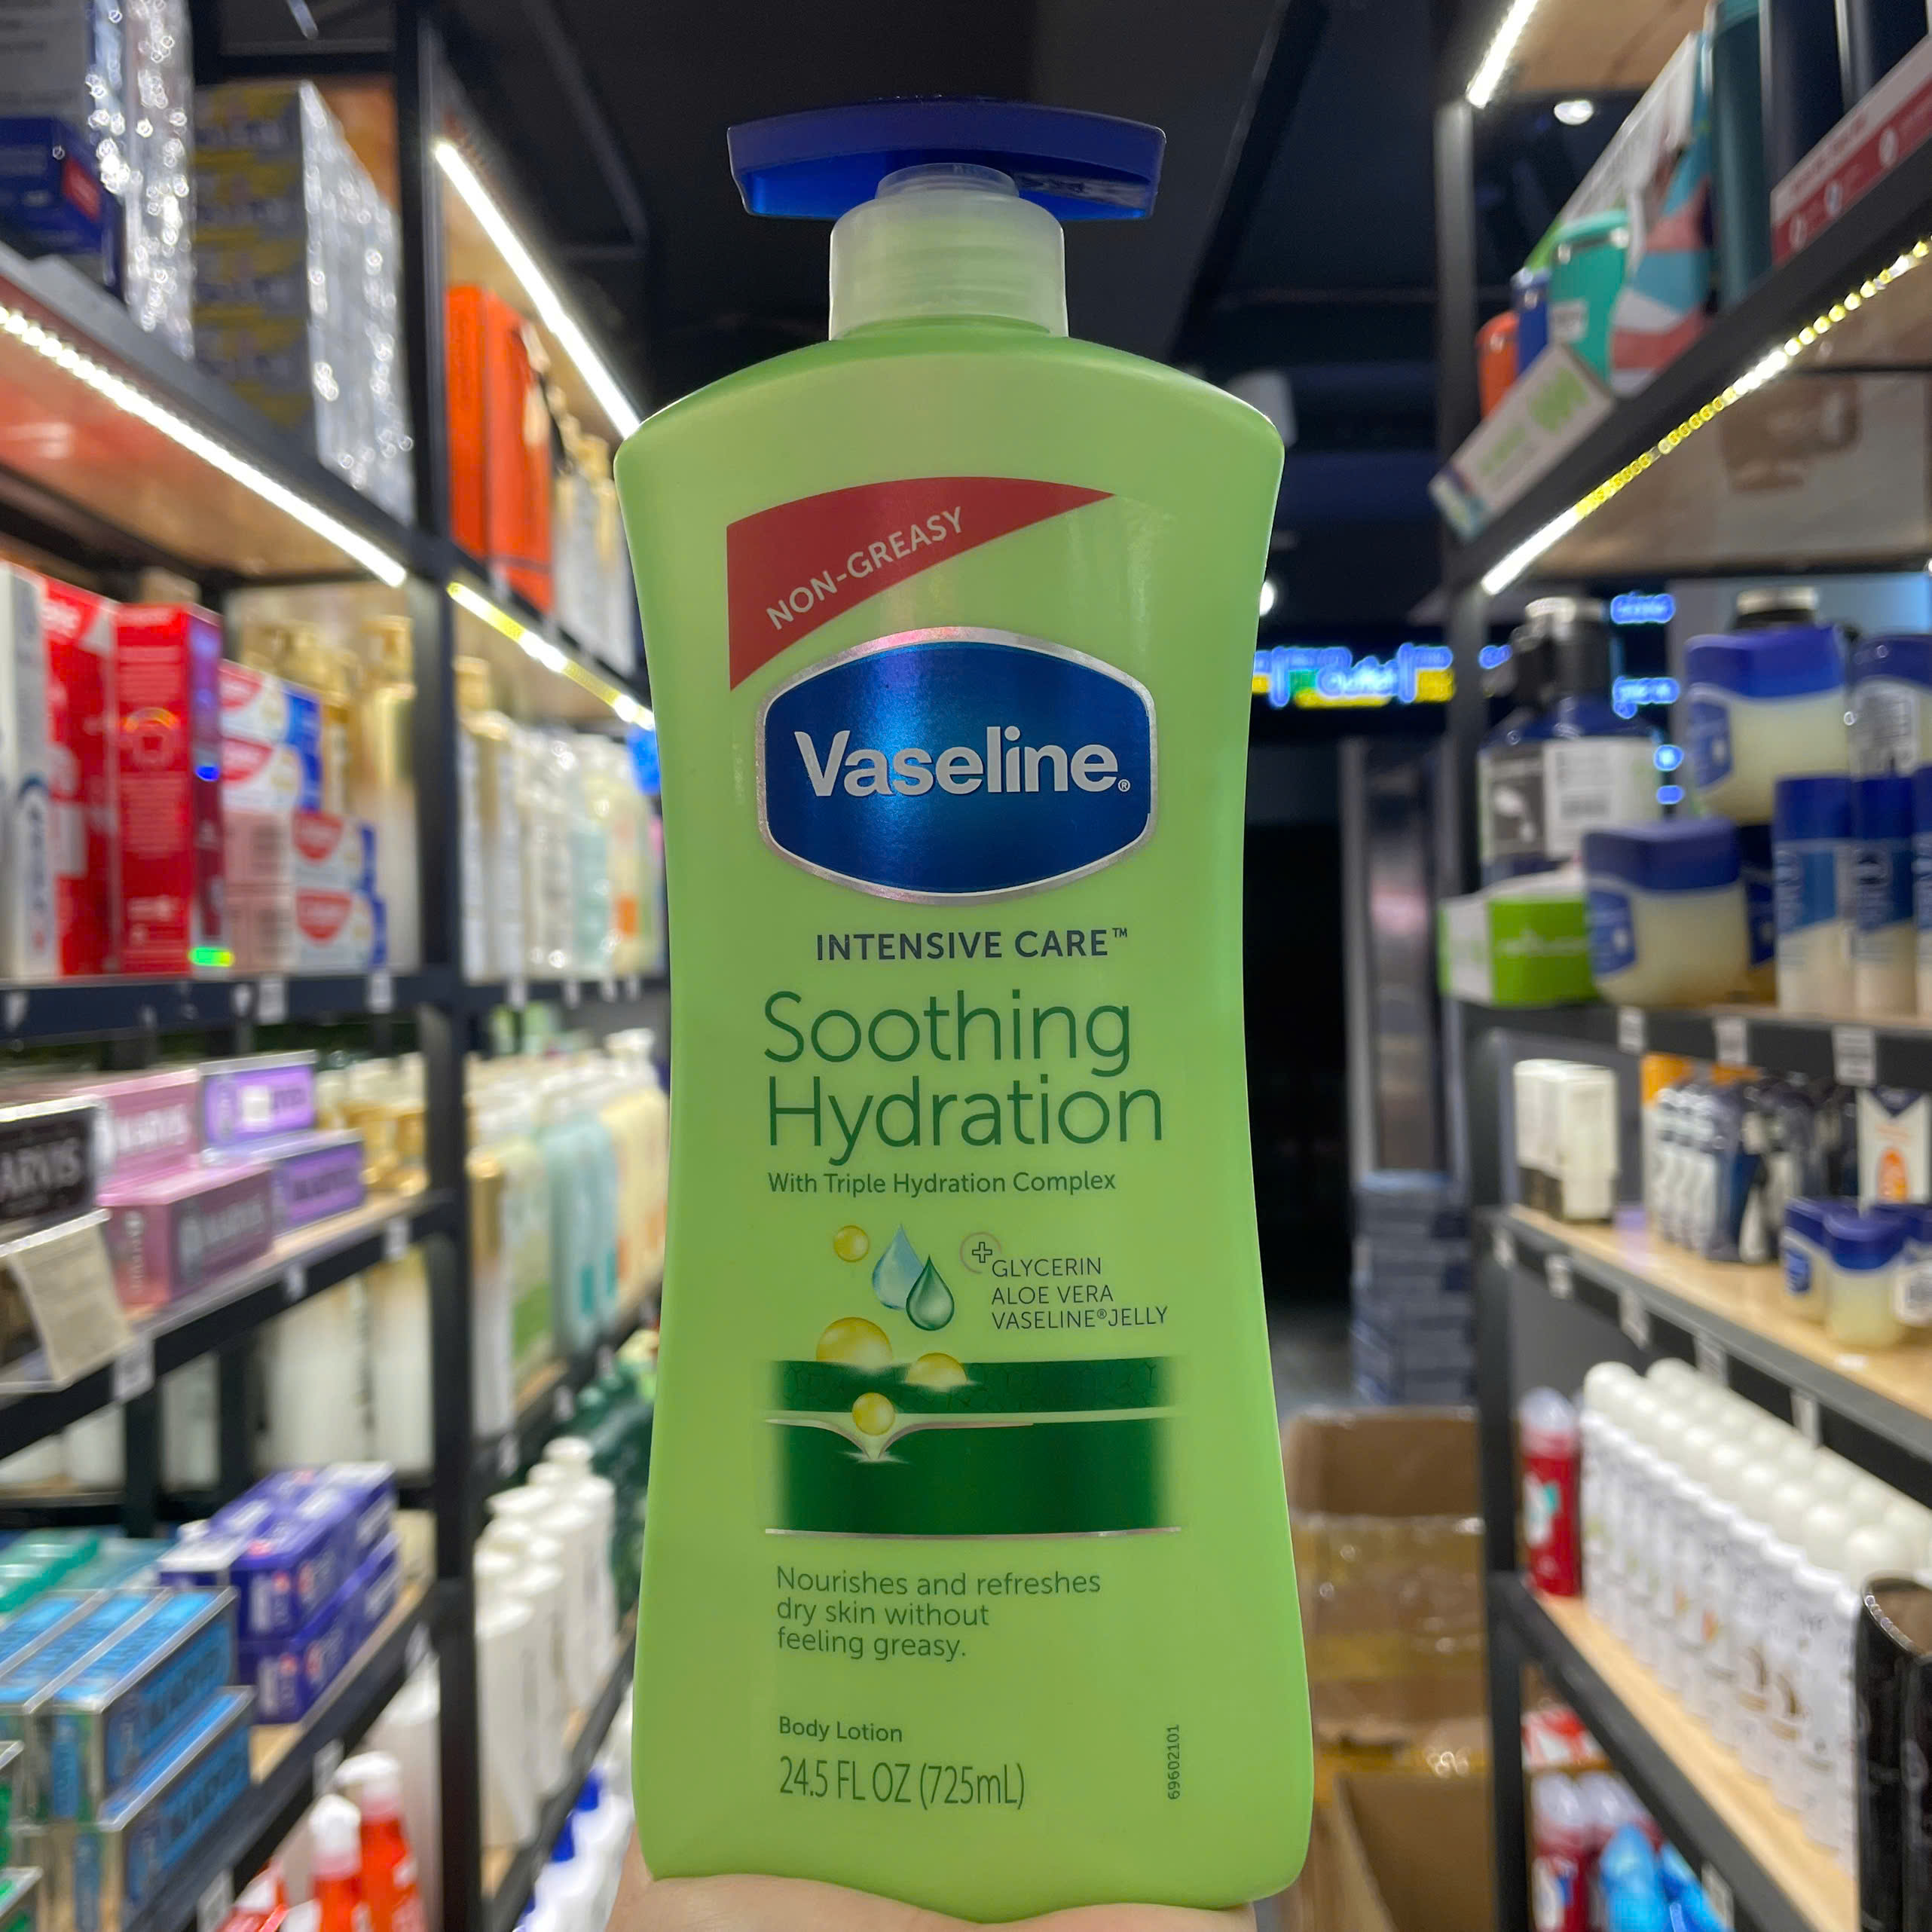 NON-GREASY
Vaseline®
INTENSIVE CARE™
Soothing
Hydration
With Triple Hydration Complex
GLYCERIN
ALOE VERA
VASELINE®JELLY
Nourishes and refreshes
dry skin without
feeling greasy.
Body Lotion
24.5 FL OZ (725mL)
69602101